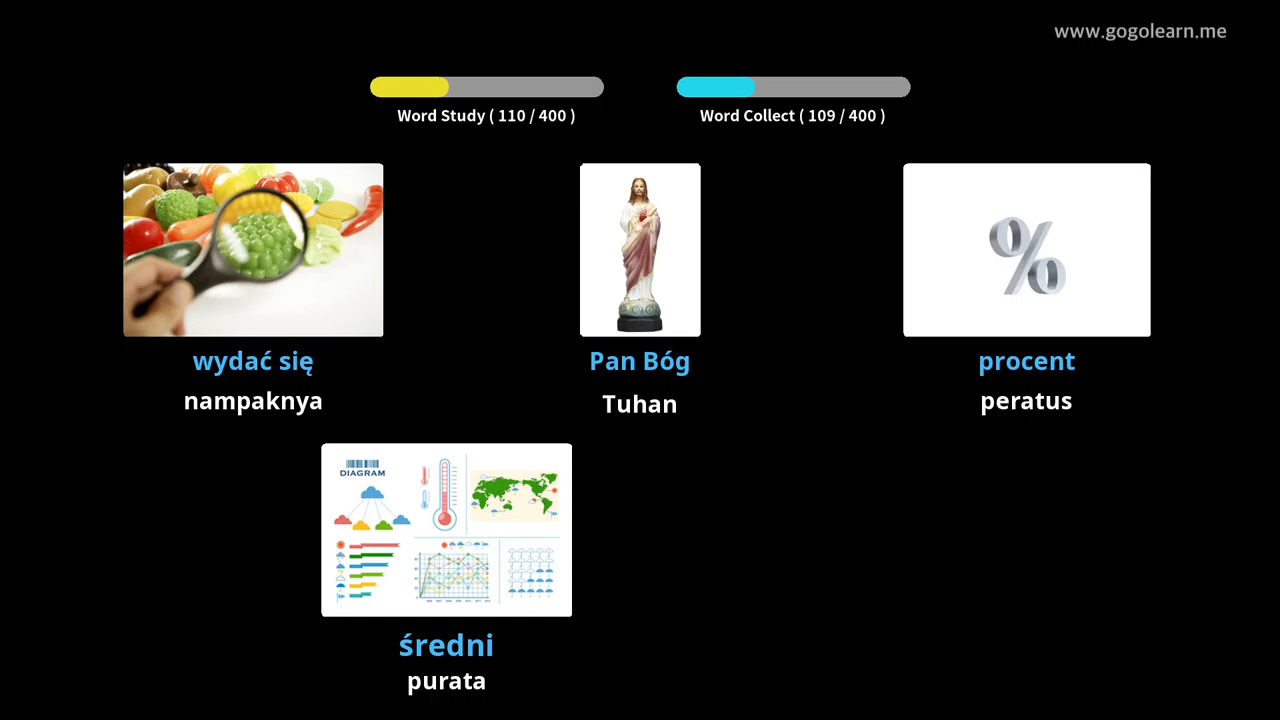 www.gogolearn.me
Word Study ( 110 / 400 )
Word Collect ( 109 / 400 )
wydać się
nampaknya
Pan Bóg
Tuhan
procent
peratus
DIAGRAM
średni
purata